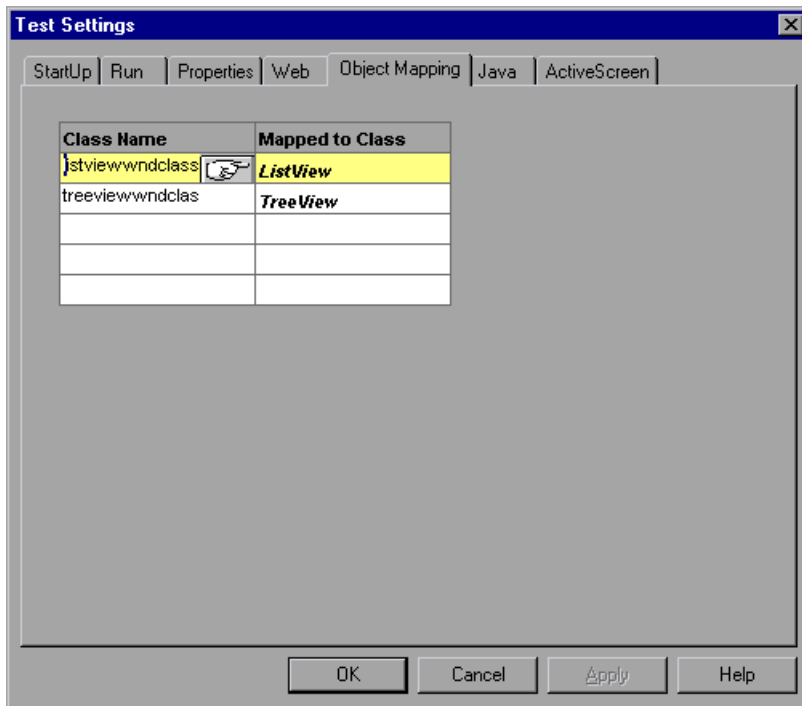 Test Settings
StartUp Run Properties Web Object Mapping Java ActiveScreen
Class Name Mapped to Class
listviewwndclass ListView
treeviewwndclas TreeView
OK Cancel Apply Help